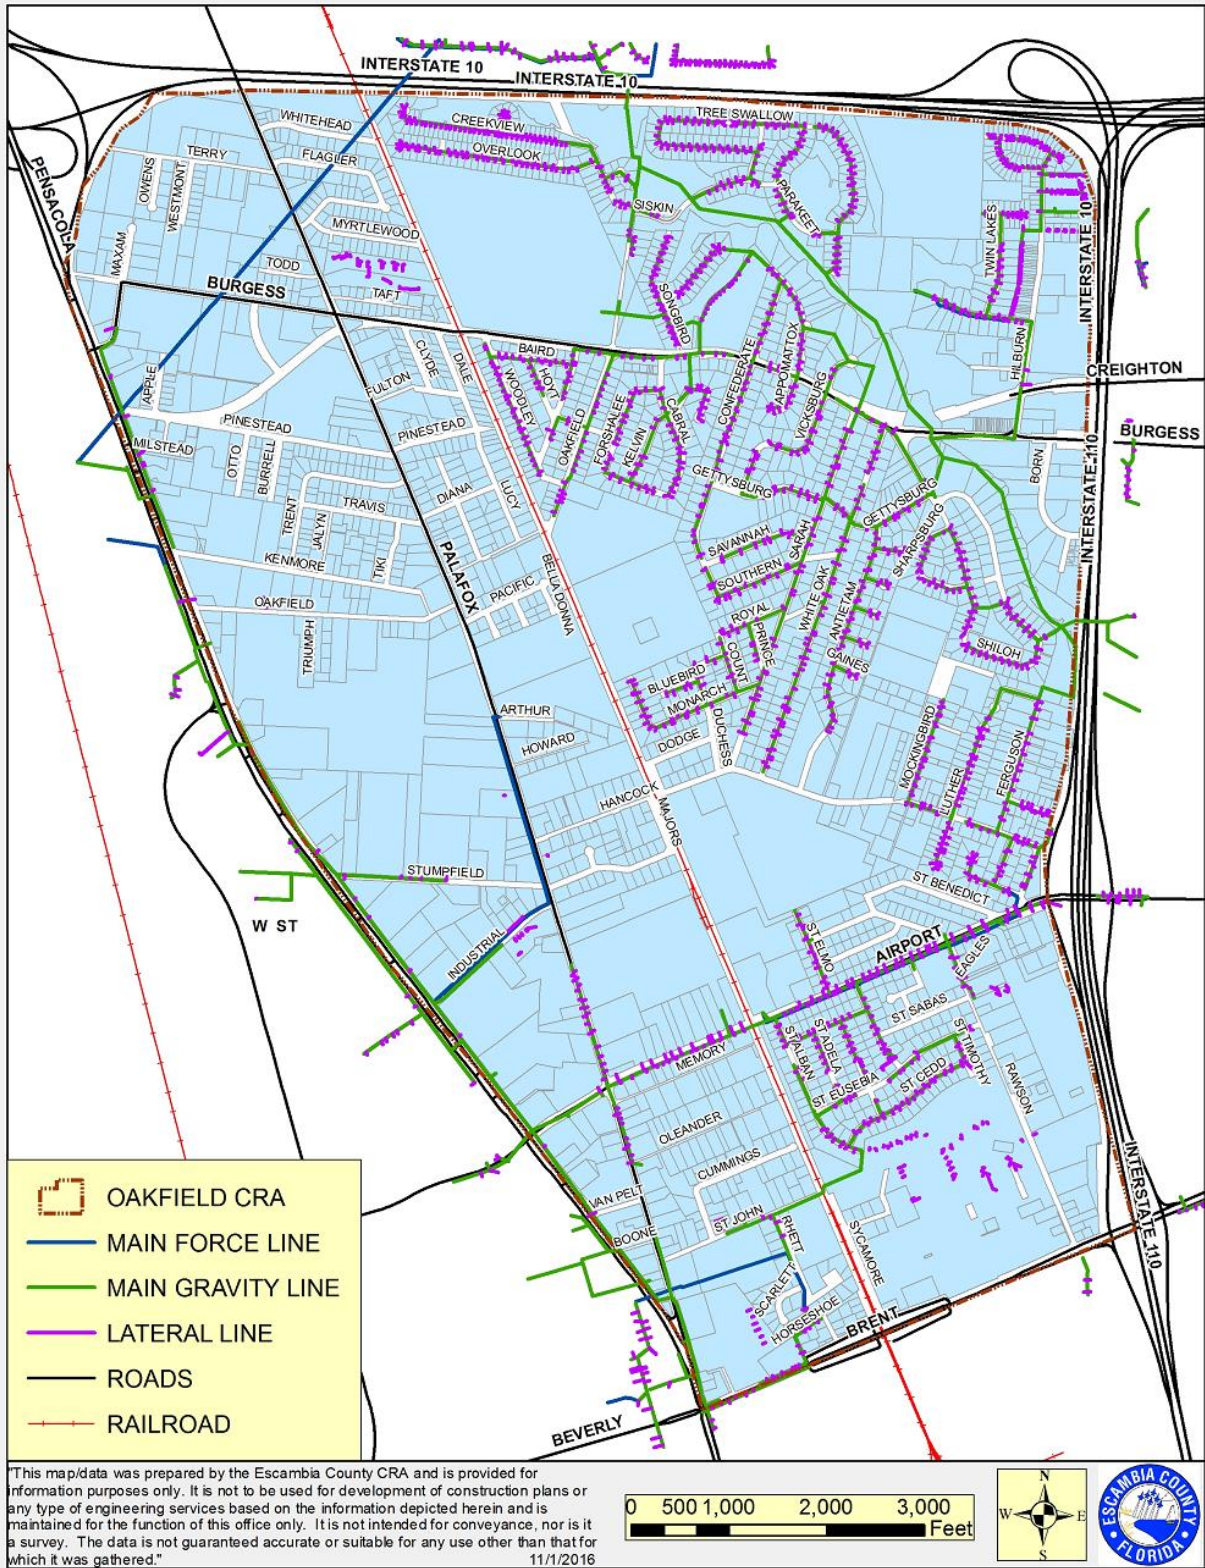 INTERSTATE 10
INTERSTATE 10
WHITEHEAD
CREEKVIEW
TREE SWALLOW
TERRY
FLAGLER
OVERLOOK
PENSACOLA
OWENS
WESTMONT
PARAKEET
SISKIN
MYRTLEWOOD
TWIN LAKES
INTERSTATE 10
MAXAM
TODD
BURGESS
TAFT
SONGBIRD
BAIRD
CLYDE
DALE
CONFEDERATE
APPOMATTOX
HILBURN
CREIGHTON
APPLE
FULTON
WOODLEY
HOYT
OAKFIELD
FORSHALEE
KELVIN
CABRAL
VICKSBURG
BURGESS
PINESTEAD
PINESTEAD
MILSTEAD
OTTO
BURRELL
GETTYSBURG
BORN
INTERSTATE 110
TRENT
JALYN
TRAVIS
DIANA
LUCY
GETTYSBURG
SHARPSBURG
SARAH
SAVANNAH
KENMORE
TIKI
PALAFOX
BELLA DONNA
SOUTHERN
PACIFIC
WHITE OAK
ANTIETAM
OAKFIELD
ROYAL
TRIUMPH
PRINCE
COUNT
SHILOH
GAINES
BLUEBIRD
MONARCH
ARTHUR
DUCHESS
HOWARD
DODGE
MOCKINGBIRD
LUTHER
FERGUSON
HANCOCK
MAJORS
STUMPFIELD
ST BENEDICT
W ST
INDUSTRIAL
ST ELMO
AIRPORT
EAGLES
ST SABAS
MEMORY
ST ALBAN
ST ADELA
ST TIMOTHY
RAWSON
ST EUSEBIA
ST CEDD
OLEANDER
CUMMINGS
INTERSTATE 110
VAN PELT
BOONE
ST JOHN
RHETT
SYCAMORE
SCARLETT
HORSESHOE
BRENT
BEVERLY
OAKFIELD CRA
MAIN FORCE LINE
MAIN GRAVITY LINE
LATERAL LINE
ROADS
RAILROAD
"This map/data was prepared by the Escambia County CRA and is provided for
information purposes only. It is not to be used for development of construction plans or
any type of engineering services based on the information depicted herein and is
maintained for the function of this office only. It is not intended for conveyance, nor is it
a survey. The data is not guaranteed accurate or suitable for any use other than that for
which it was gathered." 11/1/2016
0 500 1,000 2,000 3,000
Feet
N
W E
S
ESCAMBIA COUNTY
FLORIDA